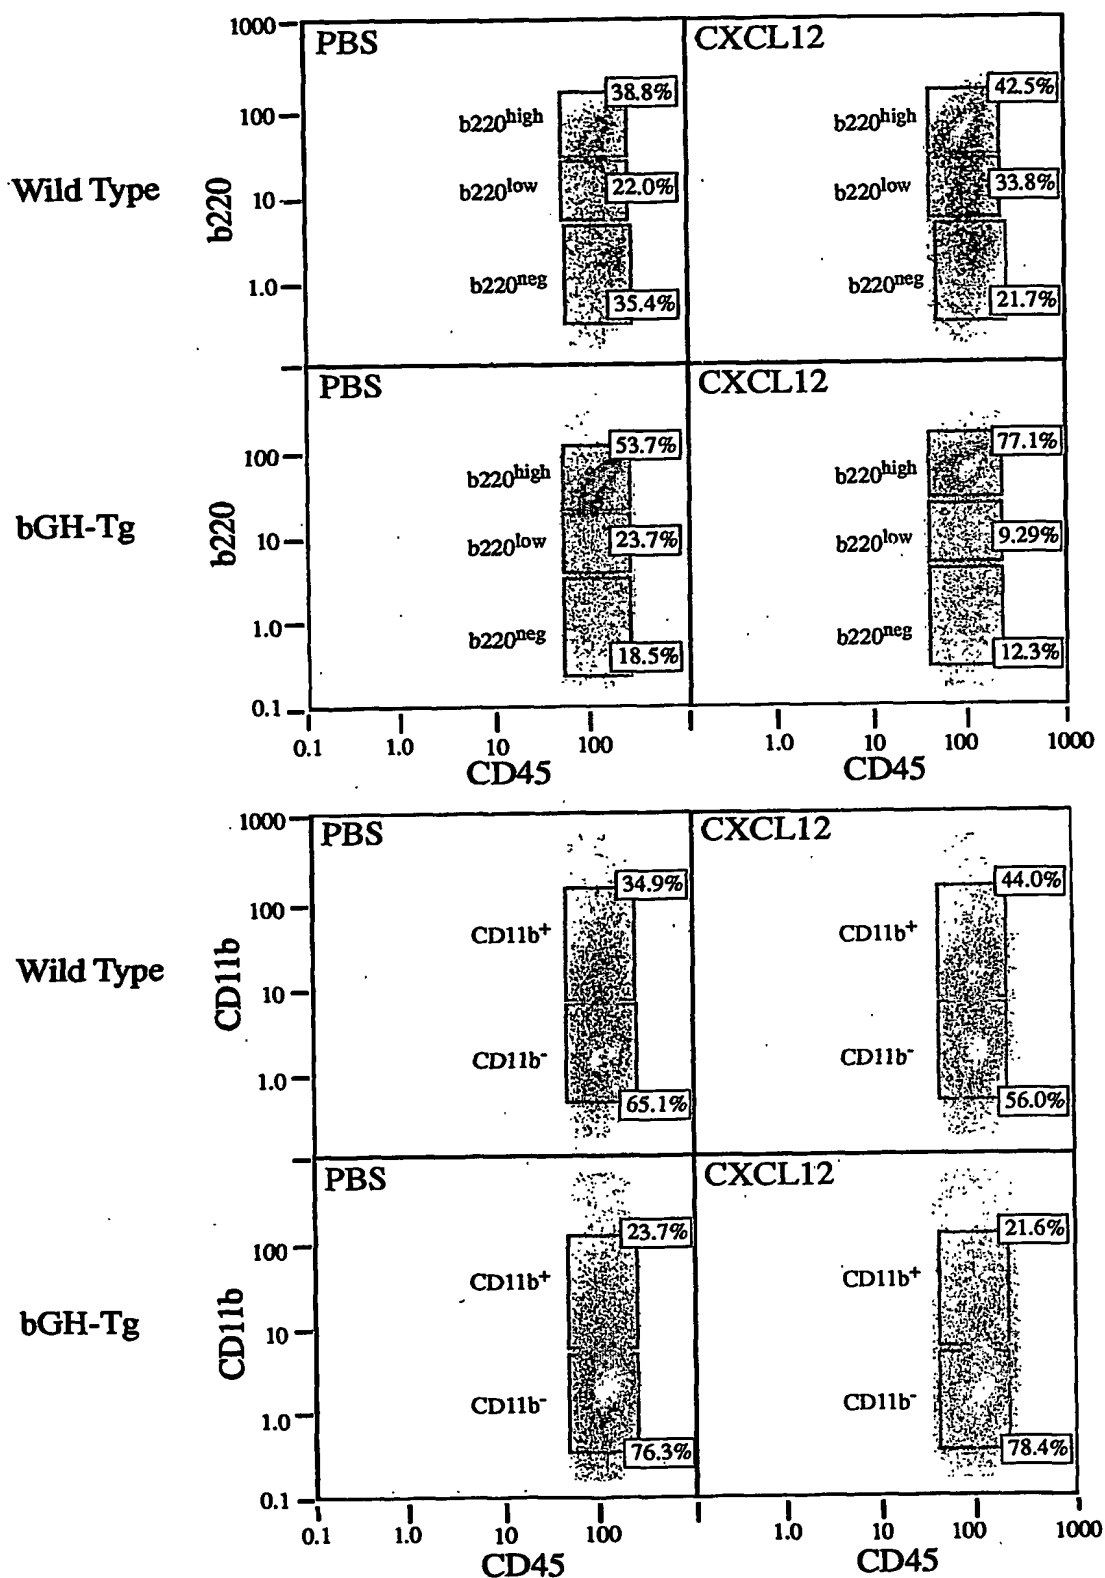 1000
PBS
CXCL12
38.8%
42.5%
100
b220high
b220high
Wild Type
b220
b220low
22.0%
b220low
33.8%
10
1.0
b220neg
35.4%
b220neg
21.7%
PBS
CXCL12
53.7%
77.1%
100
b220high
b220high
bGH-Tg
b220
10
b220low
23.7%
b220low
9.29%
1.0
b220neg
18.5%
b220neg
12.3%
0.1
0.1
1.0
10
100
1.0
10
100
1000
CD45
CD45
1000
PBS
CXCL12
34.9%
44.0%
100
CD11b+
CD11b+
Wild Type
CD11b
10
CD11b-
CD11b-
1.0
65.1%
56.0%
PBS
CXCL12
23.7%
21.6%
100
CD11b+
CD11b+
bGH-Tg
CD11b
10
CD11b-
CD11b-
1.0
76.3%
78.4%
0.1
0.1
1.0
10
100
1.0
10
100
1000
CD45
CD45